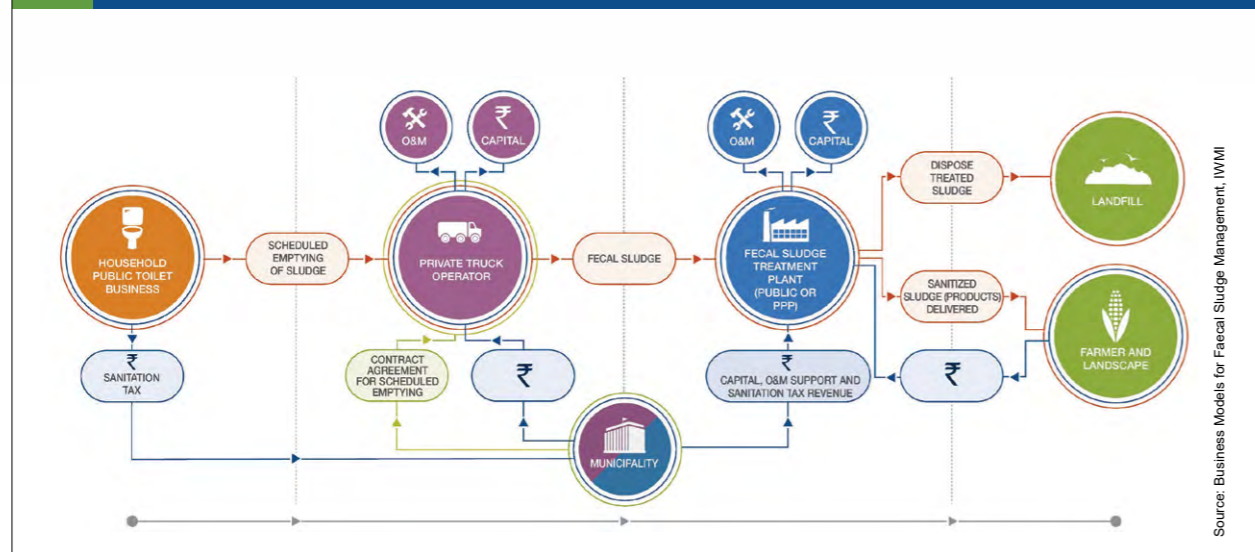 O&M
₹
CAPITAL
O&M
₹
CAPITAL
DISPOSE
TREATED
SLUDGE
LANDFILL
HOUSEHOLD
PUBLIC TOILET
BUSINESS
SCHEDULED
EMPTYING
OF SLUDGE
PRIVATE TRUCK
OPERATOR
FECAL SLUDGE
FECAL SLUDGE
TREATMENT
PLANT
(PUBLIC OR
PPP)
SANITIZED
SLUDGE (PRODUCTS)
DELIVERED
FARMER AND
LANDSCAPE
₹
SANITATION
TAX
CONTRACT
AGREEMENT
FOR SCHEDULED
EMPTYING
₹
₹
CAPITAL, O&M SUPPORT AND
SANITATION TAX REVENUE
₹
MUNICIPALITY
Source: Business Models for Faecal Sludge Management, IWMI